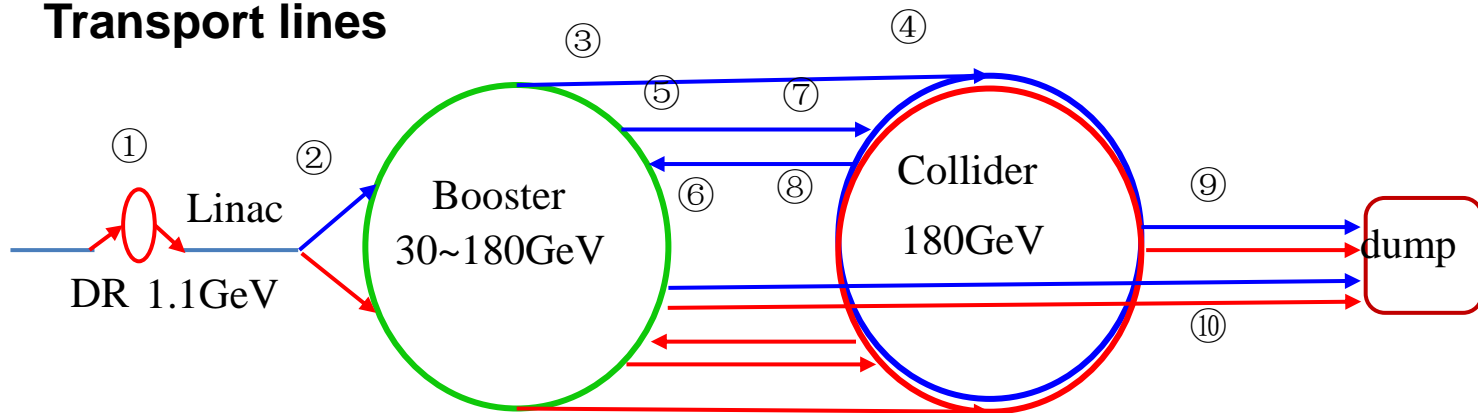 Transport lines
③
④
⑤
⑦
①
②
Linac
Booster
30~180GeV
⑥
⑧
Collider
180GeV
⑨
dump
DR 1.1GeV
⑩